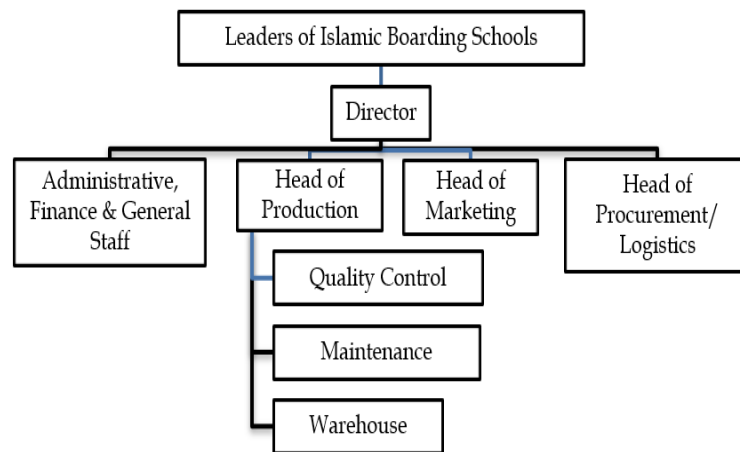 Leaders of Islamic Boarding Schools
Director
Administrative,
Finance & General
Staff
Head of
Production
Head of
Marketing
Head of
Procurement/
Logistics
Quality Control
Maintenance
Warehouse